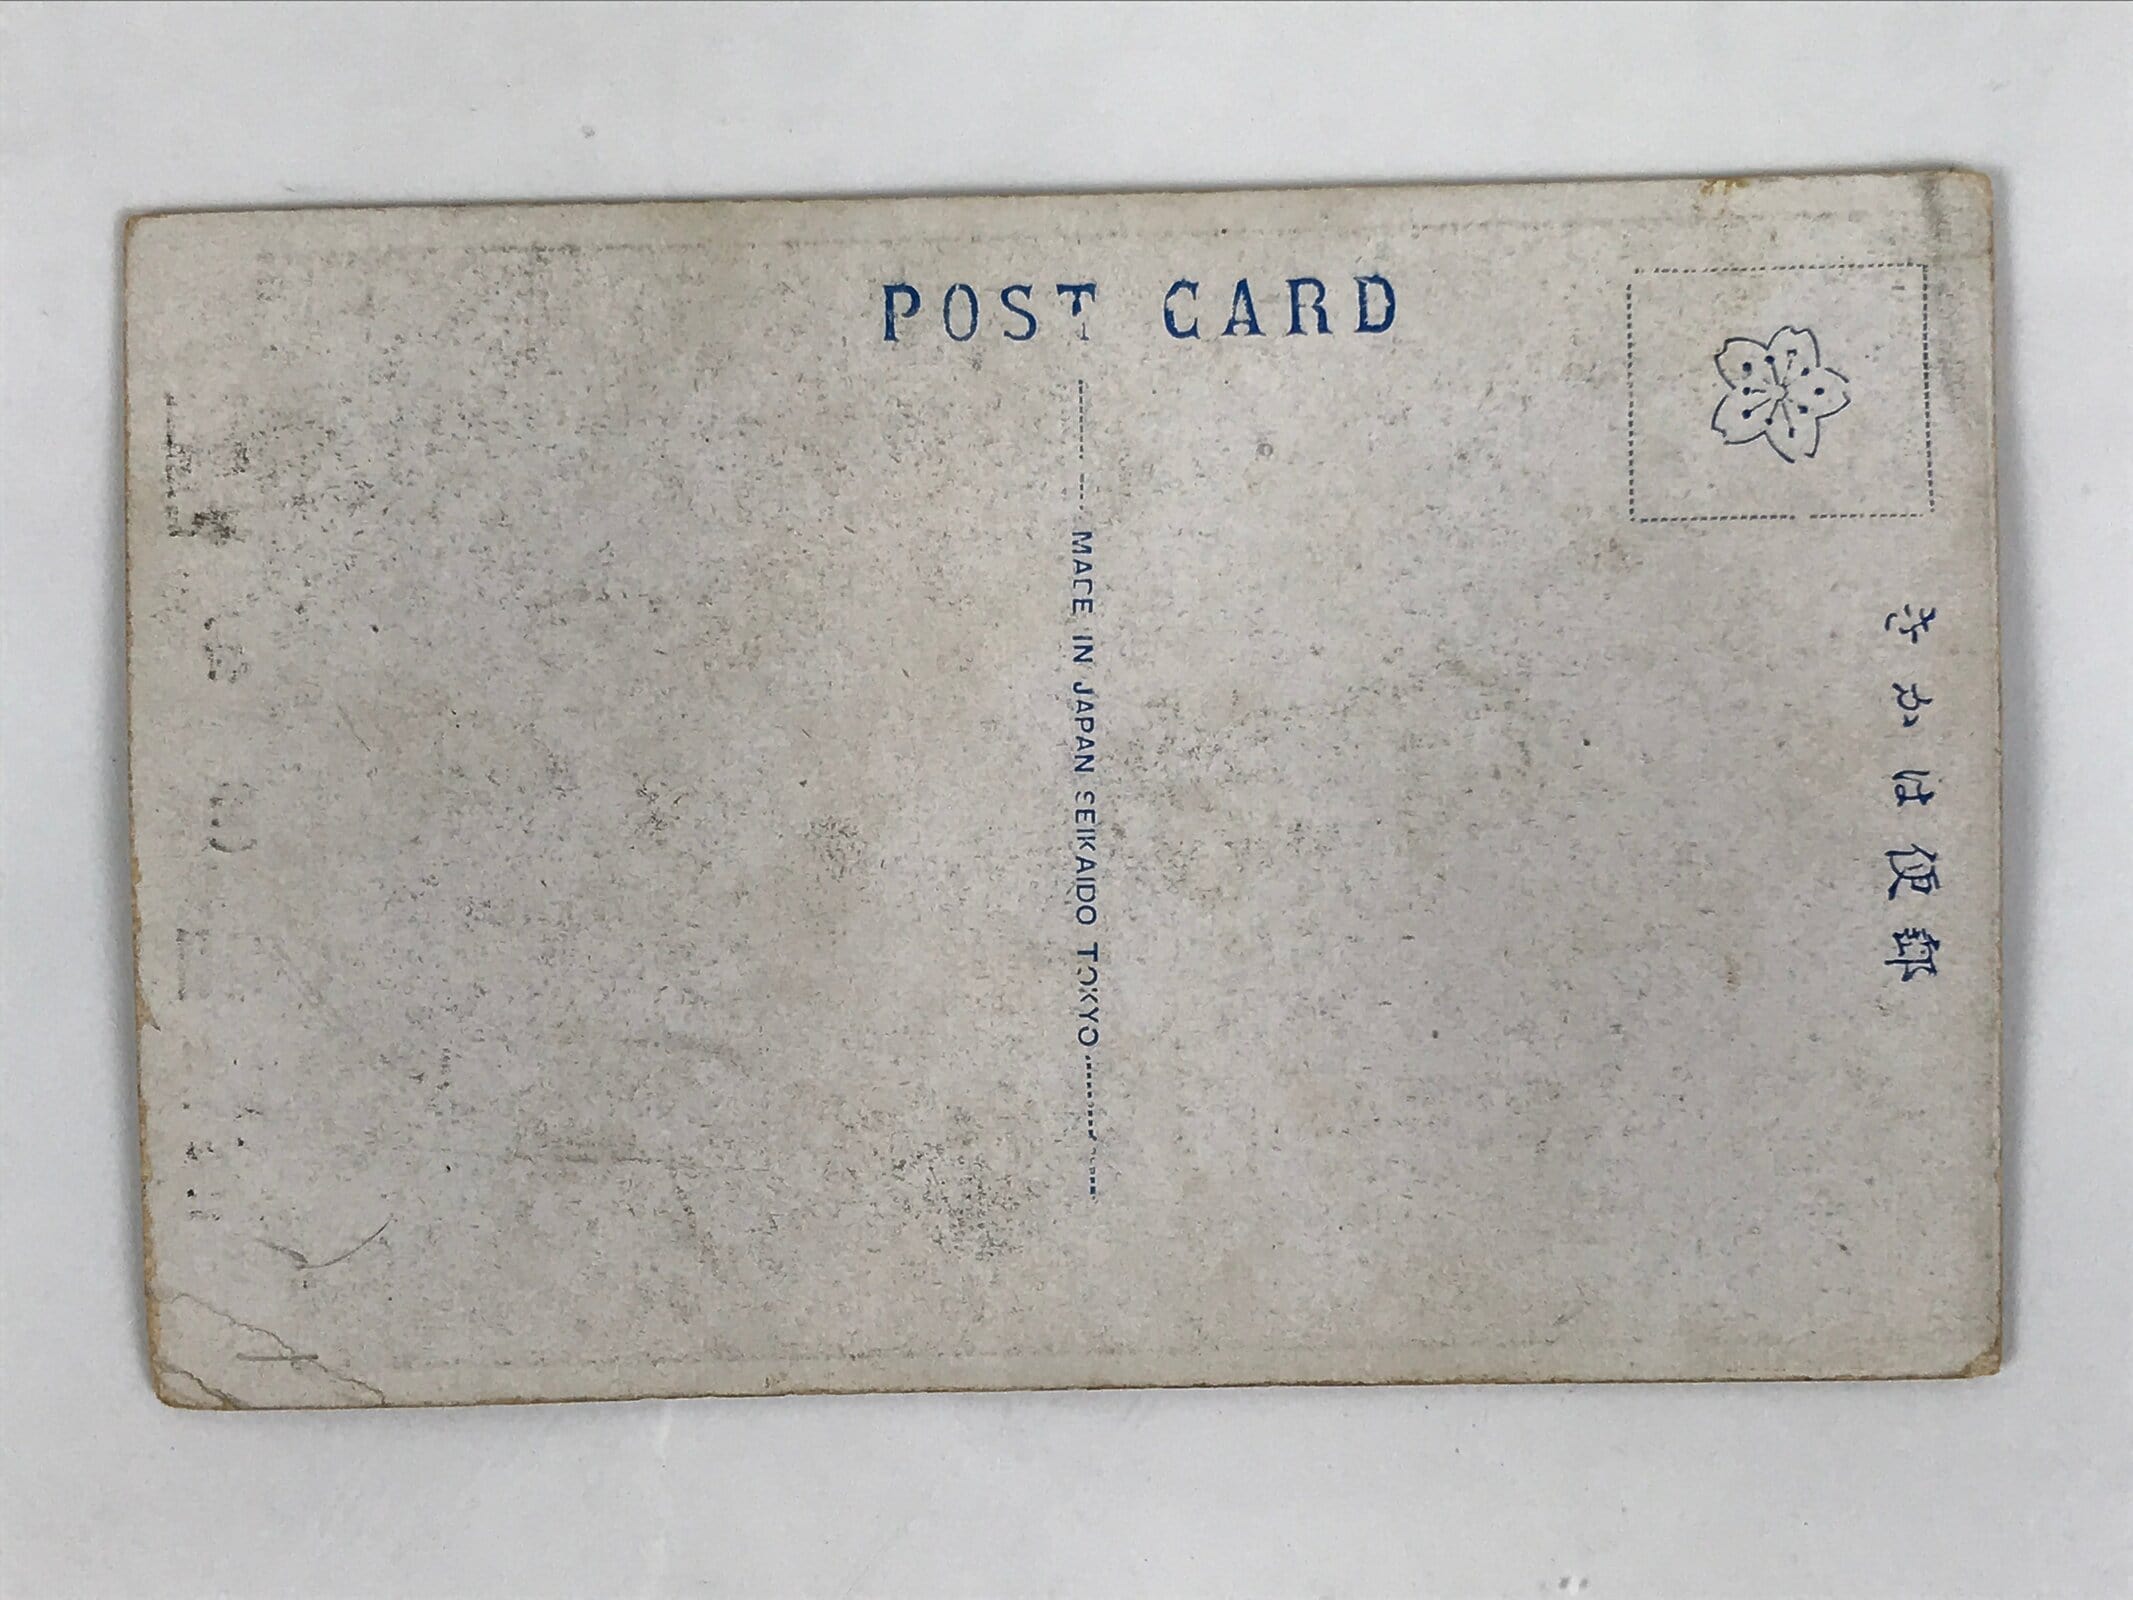 POST CARD
MADE IN JAPAN SEIKAIDO TOKYO
郵便はかき